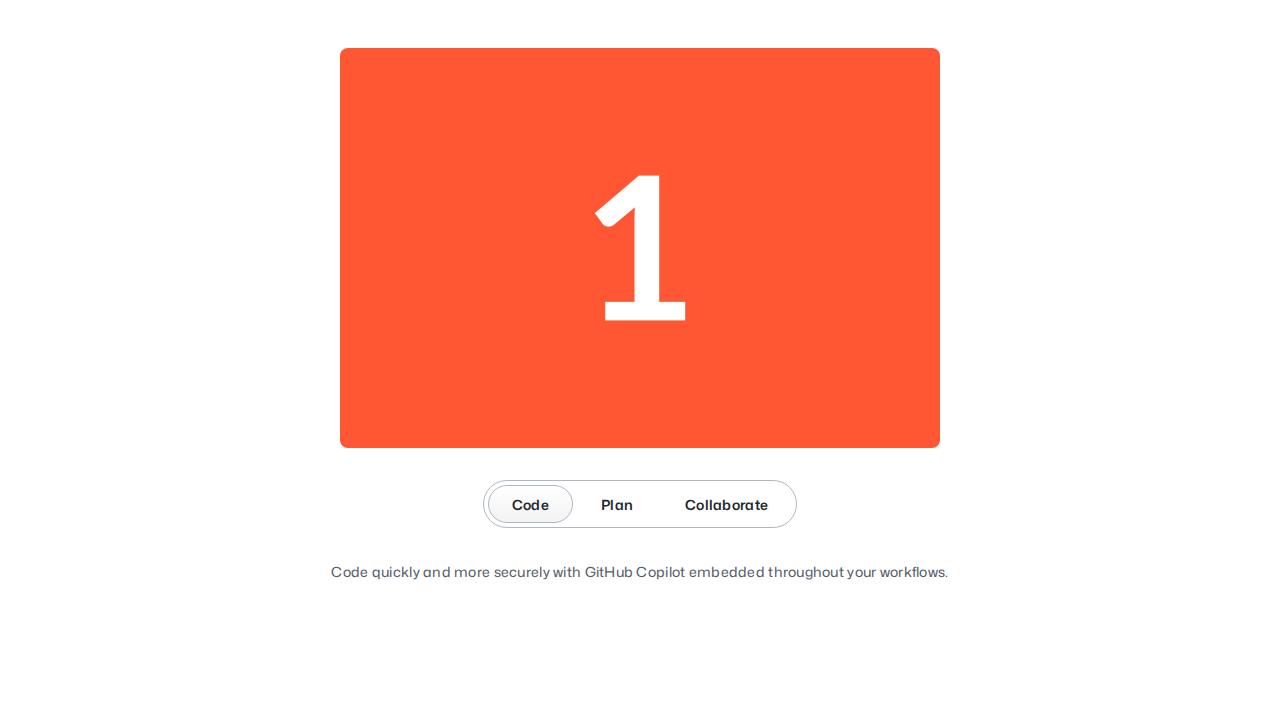 1
Code Plan Collaborate
Code quickly and more securely with GitHub Copilot embedded throughout your workflows.